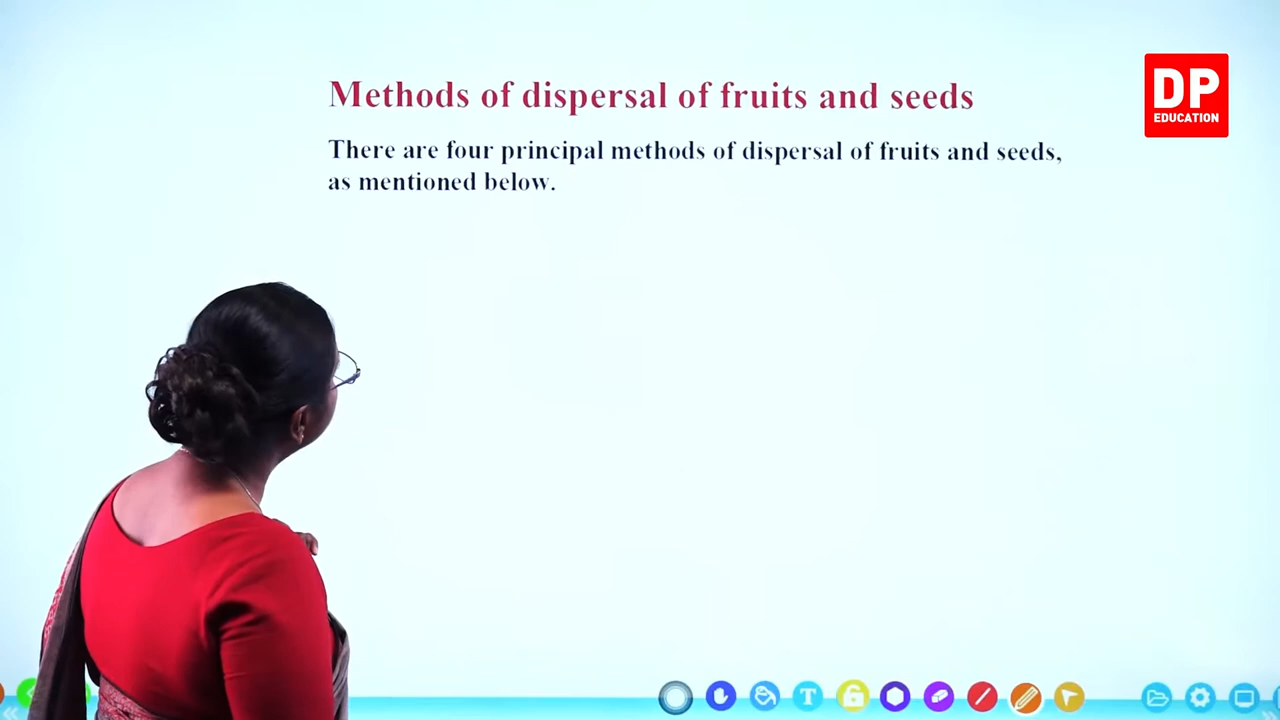 Methods of dispersal of fruits and seeds
DP
EDUCATION
There are four principal methods of dispersal of fruits and seeds,
as mentioned below.
T